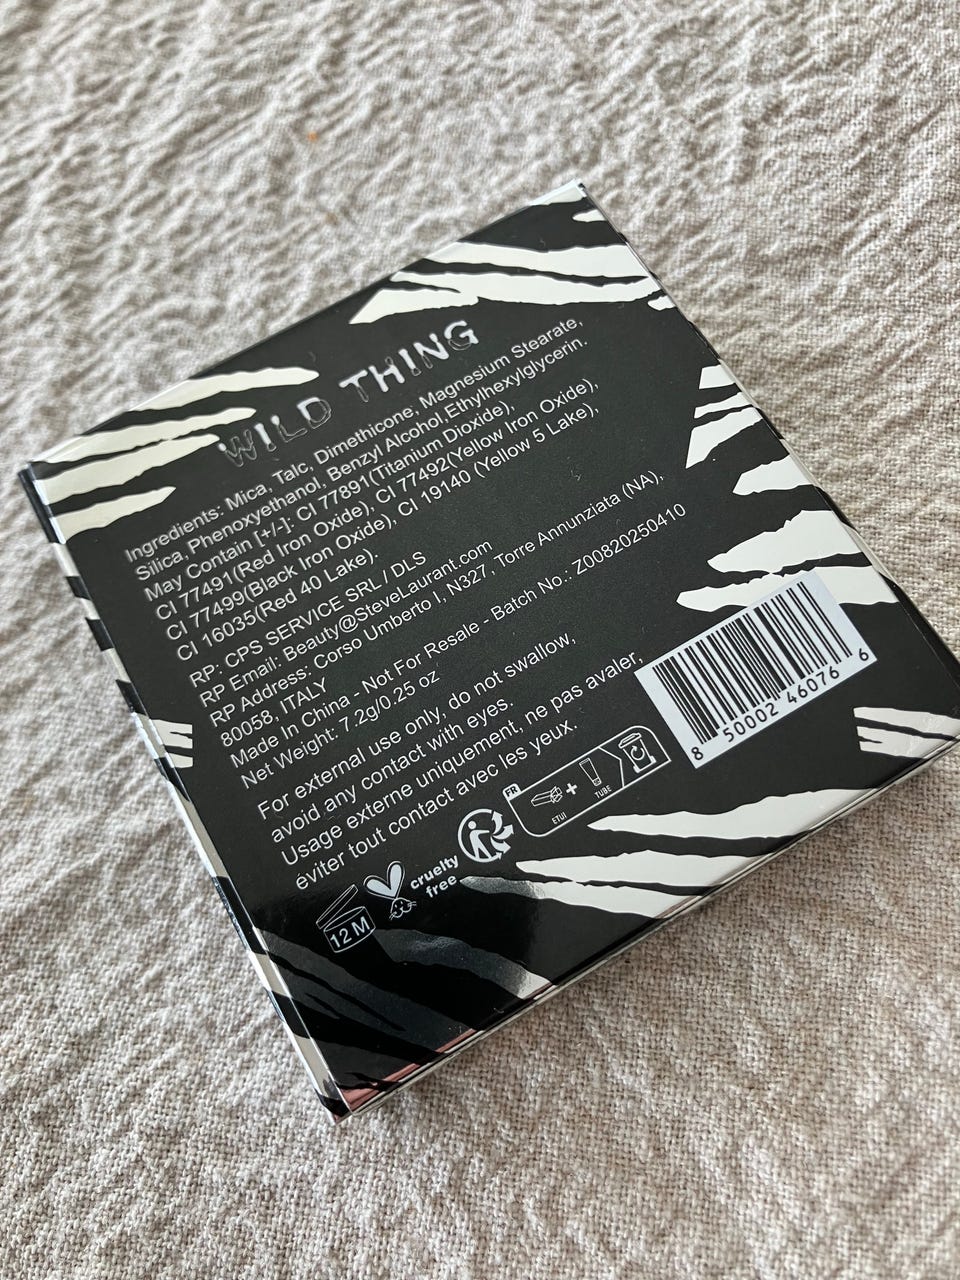 WILD THING
Ingredients: Mica, Talc, Dimethicone, Magnesium Stearate,
Silica, Phenoxyethanol, Benzyl Alcohol,Ethylhexylglycerin.
May Contain [+/-]: CI 77891(Titanium Dioxide),
CI 77491(Red Iron Oxide), CI 77492(Yellow Iron Oxide),
CI 77499(Black Iron Oxide), CI 19140 (Yellow 5 Lake),
CI 16035(Red 40 Lake).
RP: CPS SERVICE SRL / DLS
RP Email: Beauty@SteveLaurant.com
RP Address: Corso Umberto I, N327, Torre Annunziata (NA),
80058, ITALY
Made In China - Not For Resale - Batch No.: Z00820250410
Net Weight: 7.2g/0.25 oz
For external use only, do not swallow,
avoid any contact with eyes.
Usage externe uniquement, ne pas avaler,
éviter tout contact avec les yeux.
8 50002 46076 6
FR
ETUI + TUBE
12 M
cruelty
free